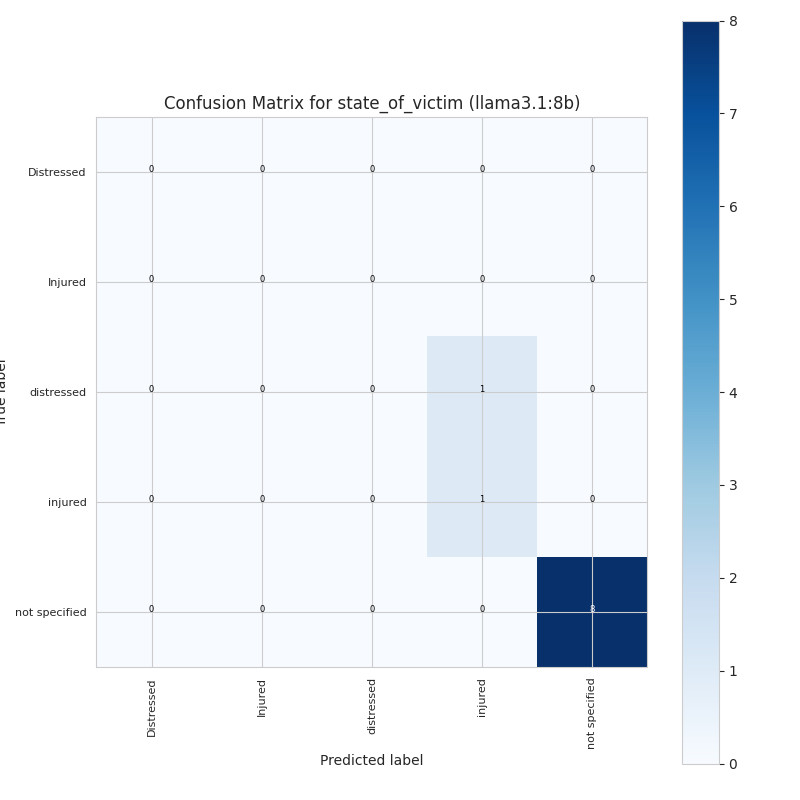 Confusion Matrix for state_of_victim (llama3.1:8b)
Distressed 0 0 0 0 0
Injured 0 0 0 0 0
distressed 0 0 0 1 0
injured 0 0 0 1 0
not specified 0 0 0 0 8
Distressed Injured distressed injured not specified
Predicted label
True label
8
7
6
5
4
3
2
1
0